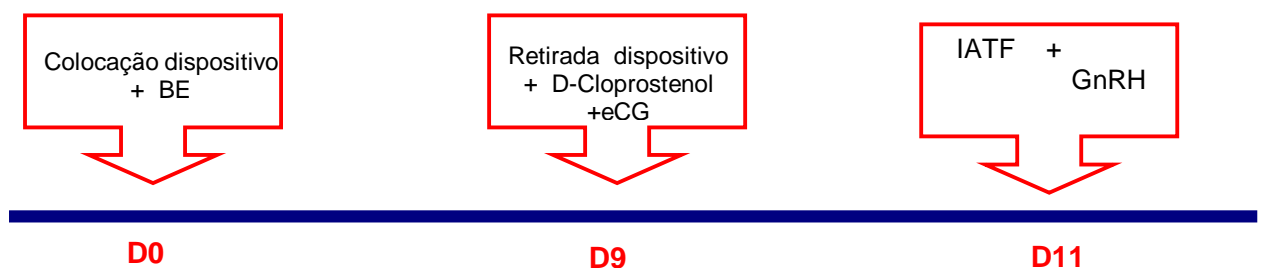 Colocação dispositivo
+ BE
Retirada dispositivo
+ D-Cloprostenol
+eCG
IATF +
GnRH
D0
D9
D11